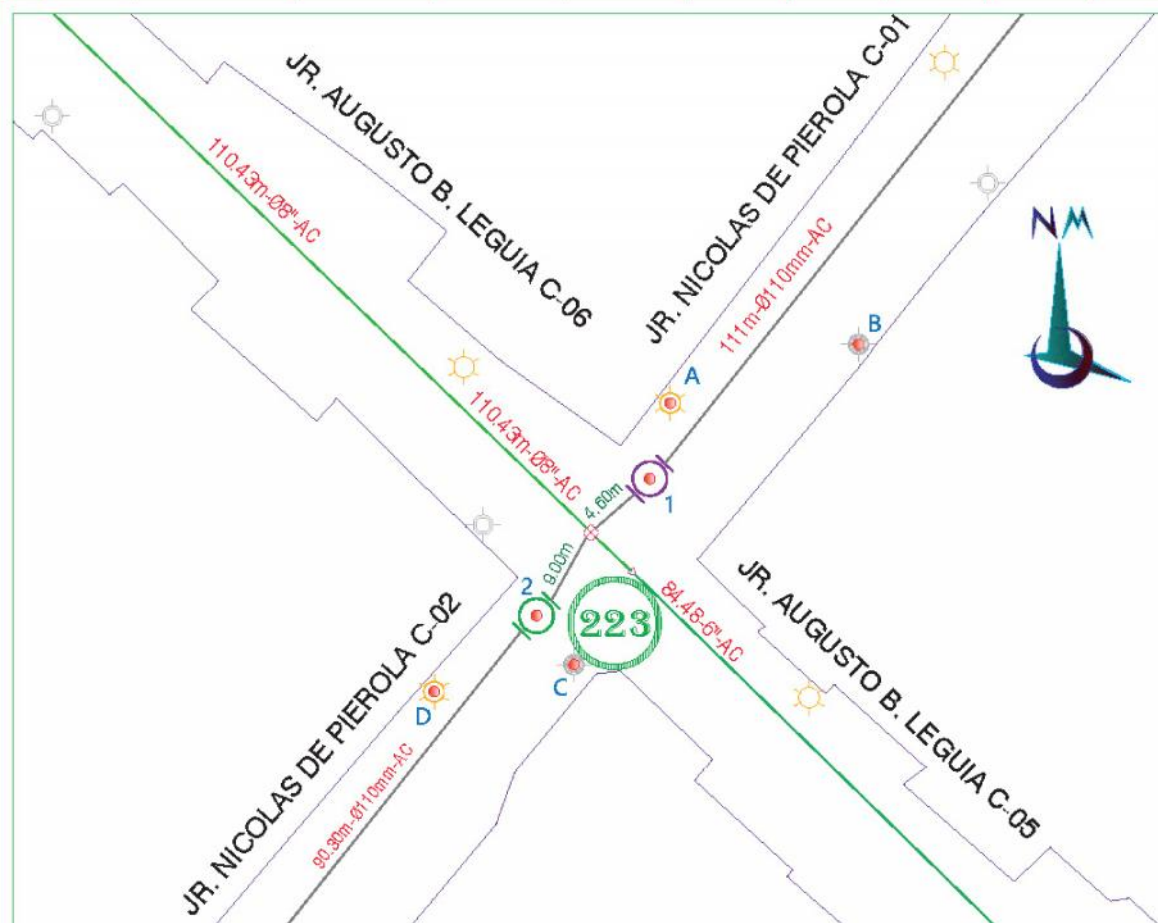 JR. AUGUSTO B. LEGUIA C-06
JR. NICOLAS DE PIEROLA C-01
110.43m-Ø8"-AC
111m-Ø110mm-AC
NM
B
A
110.43m-Ø8"-AC
4.60m
1
9.00m
2
223
84.48-6"-AC
JR. AUGUSTO B. LEGUIA C-05
C
D
JR. NICOLAS DE PIEROLA C-02
90.30m-Ø110mm-AC